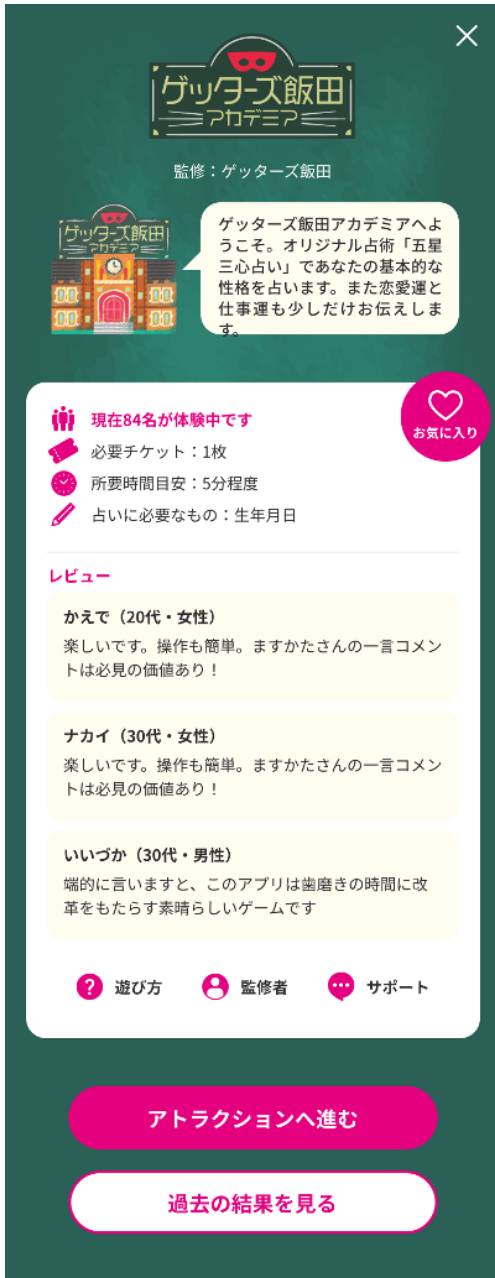 ゲッターズ飯田
アカデミア
監修：ゲッターズ飯田
ゲッターズ飯田
アカデミア
ゲッターズ飯田アカデミアへよ
うこそ。オリジナル占術「五星
三心占い」であなたの基本的な
性格を占います。また恋愛運と
仕事運も少しだけお伝えしま
す。
お気に入り
現在84名が体験中です
必要チケット：1枚
所要時間目安：5分程度
占いに必要なもの：生年月日
レビュー
かえで（20代・女性）
楽しいです。操作も簡単。ますかたさんの一言コメン
トは必見の価値あり！
ナカイ（30代・女性）
楽しいです。操作も簡単。ますかたさんの一言コメン
トは必見の価値あり！
いいづか（30代・男性）
端的に言いますと、このアプリは歯磨きの時間に改
革をもたらす素晴らしいゲームです
遊び方 監修者 サポート
アトラクションへ進む
過去の結果を見る